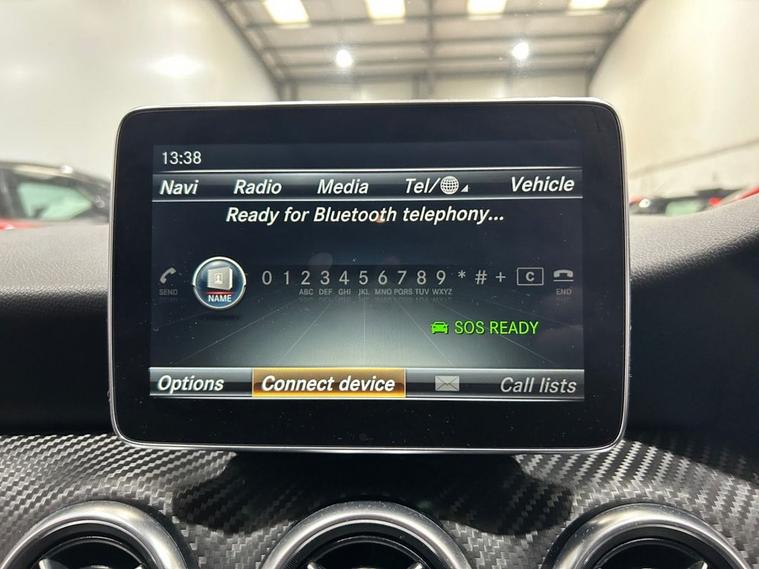 13:38
Navi Radio Media Tel/ Vehicle
Ready for Bluetooth telephony...
0 1 2 3 4 5 6 7 8 9 * # + C
SEND NAME ABC DEF GHI JKL MNO PQRS TUV WXYZ END
SOS READY
Options Connect device Call lists